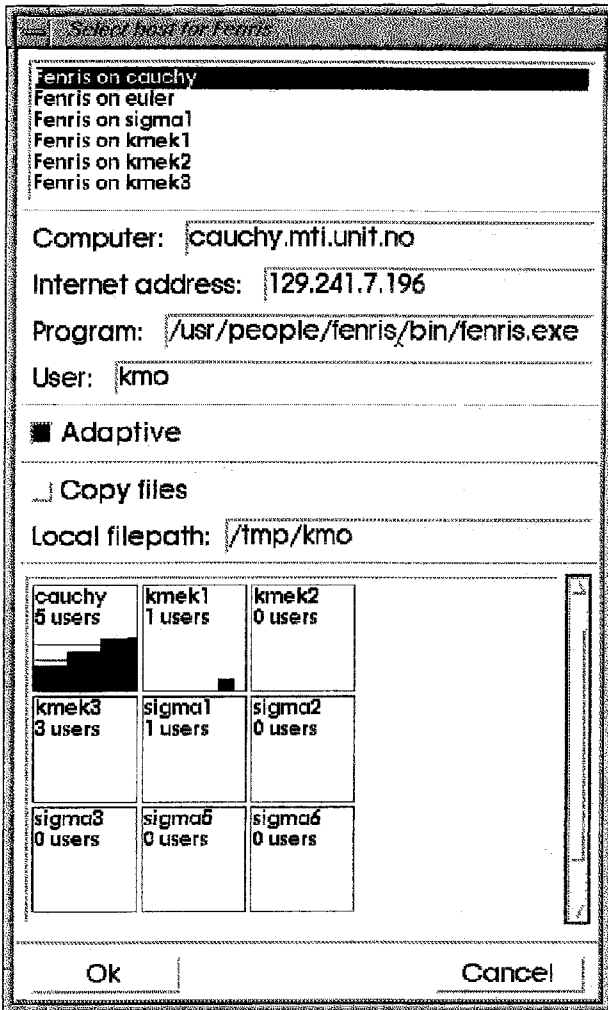 Select host for Fenris
Fenris on cauchy
Fenris on euler
Fenris on sigma1
Fenris on kmek1
Fenris on kmek2
Fenris on kmek3
Computer: cauchy.mti.unit.no
Internet address: 129.241.7.196
Program: /usr/people/fenris/bin/fenris.exe
User: kmo
Adaptive
Copy files
Local filepath: /tmp/kmo
cauchy kmek1 kmek2
5 users 1 users 0 users
kmek3 sigma1 sigma2
3 users 1 users 0 users
sigma3 sigma5 sigma6
0 users 0 users 0 users
Ok Cancel